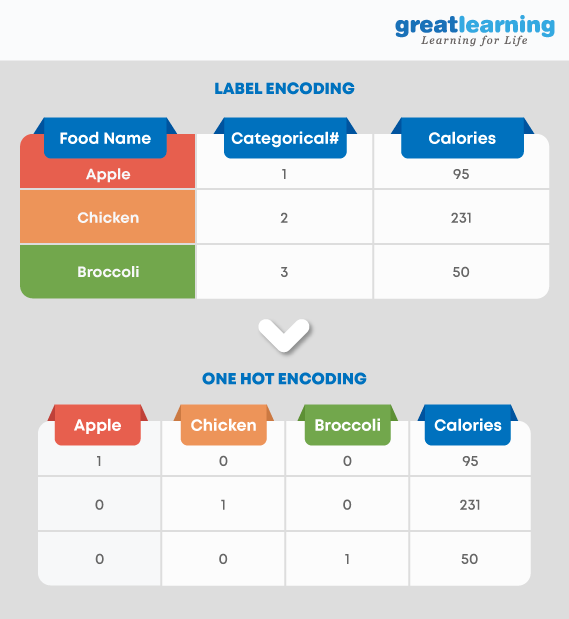 greatlearning
Learning for Life
LABEL ENCODING
Food Name Categorical# Calories
Apple 1 95
Chicken 2 231
Broccoli 3 50
ONE HOT ENCODING
Apple Chicken Broccoli Calories
1 0 0 95
0 1 0 231
0 0 1 50